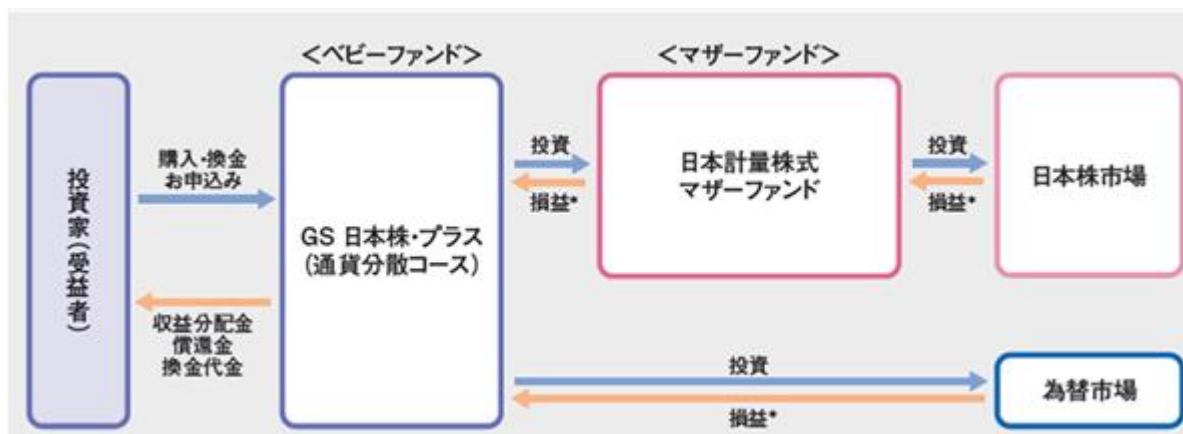 <ベビーファンド>
<マザーファンド>
投資家(受益者)
購入・換金
お申込み
収益分配金
償還金
換金代金
GS 日本株・プラス
(通貨分散コース)
投資
損益*
日本計量株式
マザーファンド
投資
損益*
日本株市場
投資
損益*
為替市場